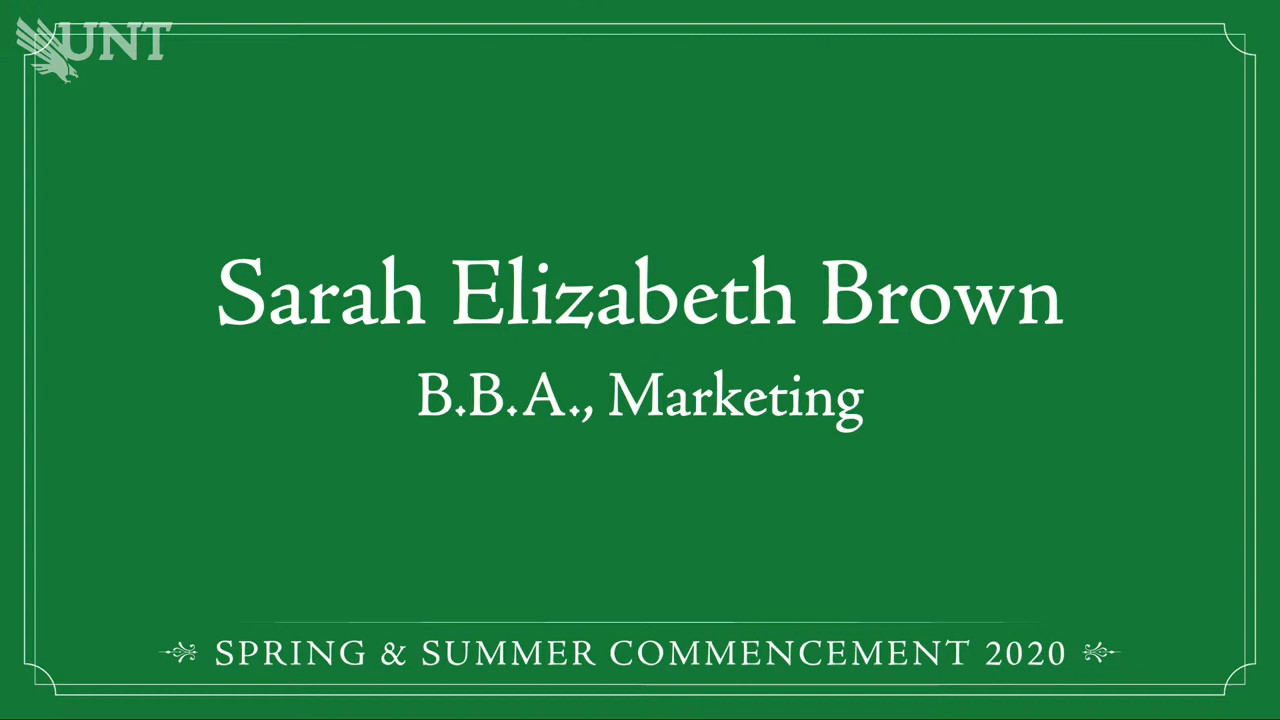 UNT
Sarah Elizabeth Brown
B.B.A., Marketing
SPRING & SUMMER COMMENCEMENT 2020